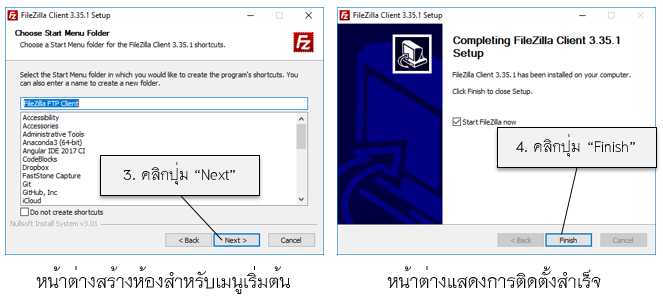 FileZilla Client 3.35.1 Setup
Choose Start Menu Folder
Choose a Start Menu folder for the FileZilla Client 3.35.1 shortcuts.
Select the Start Menu folder in which you would like to create the program's shortcuts. You
can also enter a name to create a new folder.
FileZilla FTP Client
Accessibility
Accessories
Administrative Tools
Anaconda3 (64-bit)
Angular IDE 2017 CI
CodeBlocks
Dropbox
FastStone Capture
Git
GitHub, Inc
iCloud
3. คลิกปุ่ม “Next”
Do not create shortcuts
Nullsoft Install System v3.01
< Back
Next >
Cancel
หน้าต่างสร้างห้องสำหรับเมนูเริ่มต้น
FileZilla Client 3.35.1 Setup
Completing FileZilla Client 3.35.1
Setup
FileZilla Client 3.35.1 has been installed on your computer.
Click Finish to close Setup.
Start FileZilla now
4. คลิกปุ่ม “Finish”
< Back
Finish
Cancel
หน้าต่างแสดงการติดตั้งสำเร็จ